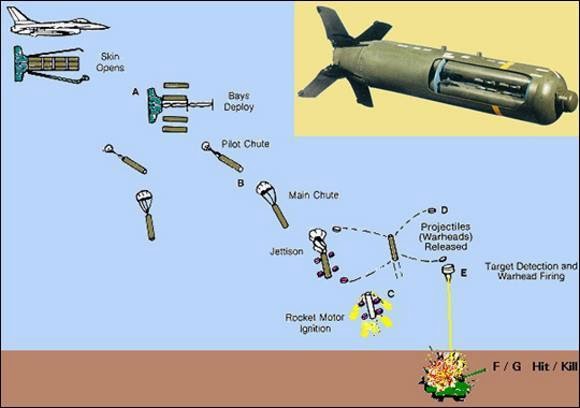 Skin
Opens
A
Bays
Deploy
Pilot Chute
B
Main Chute
D
Projectiles
(Warheads)
Released
Jettison
E
Target Detection and
Warhead Firing
C
Rocket Motor
Ignition
F / G Hit / Kill